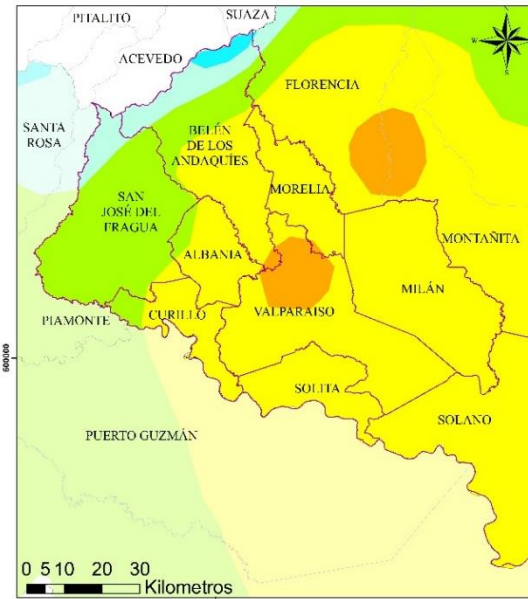 PITALITO
SUAZA
ACEVEDO
FLORENCIA
SANTA
ROSA
BELÉN
DE LOS
ANDAQUÍES
SAN
JOSÉ DEL
FRAGUA
MORELIA
MONTAÑITA
ALBANIA
MILÁN
PIAMONTE
CURILLO
VALPARAISO
600000
SOLITA
SOLANO
PUERTO GUZMÁN
0 5 10 20 30
Kilometros
N
W
E
S